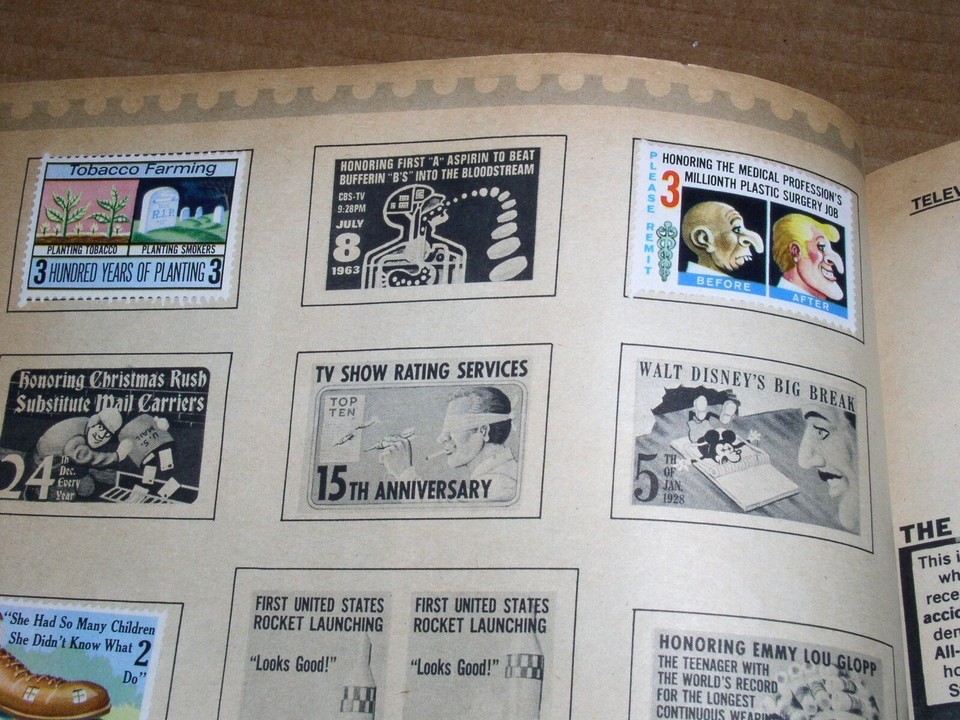 Tobacco Farming
R.I.P.
PLANTING TOBACCO
PLANTING SMOKERS
3 HUNDRED YEARS OF PLANTING 3
HONORING FIRST "A" ASPIRIN TO BEAT
BUFFERIN "B'S" INTO THE BLOODSTREAM
CBS-TV
9:28PM
JULY
8
1963
PLEASE REMIT
3
HONORING THE MEDICAL PROFESSION'S
MILLIONTH PLASTIC SURGERY JOB
BEFORE
AFTER
TELEV
Honoring Christmas Rush
Substitute Mail Carriers
U.S.
MAIL
24
th
Dec.
Every
Year
TV SHOW RATING SERVICES
TOP
TEN
15TH ANNIVERSARY
WALT DISNEY'S BIG BREAK
5
TH
OF
JAN.
1928
"She Had So Many Children
She Didn't Know What
Do"
2
FIRST UNITED STATES
ROCKET LAUNCHING
"Looks Good!"
FIRST UNITED STATES
ROCKET LAUNCHING
"Looks Good!"
HONORING EMMY LOU GLOPP
THE TEENAGER WITH
THE WORLD'S RECORD
FOR THE LONGEST
CONTINUOUS WEARIN
THE
This i
wh
rece
accid
den
All-
ho
S